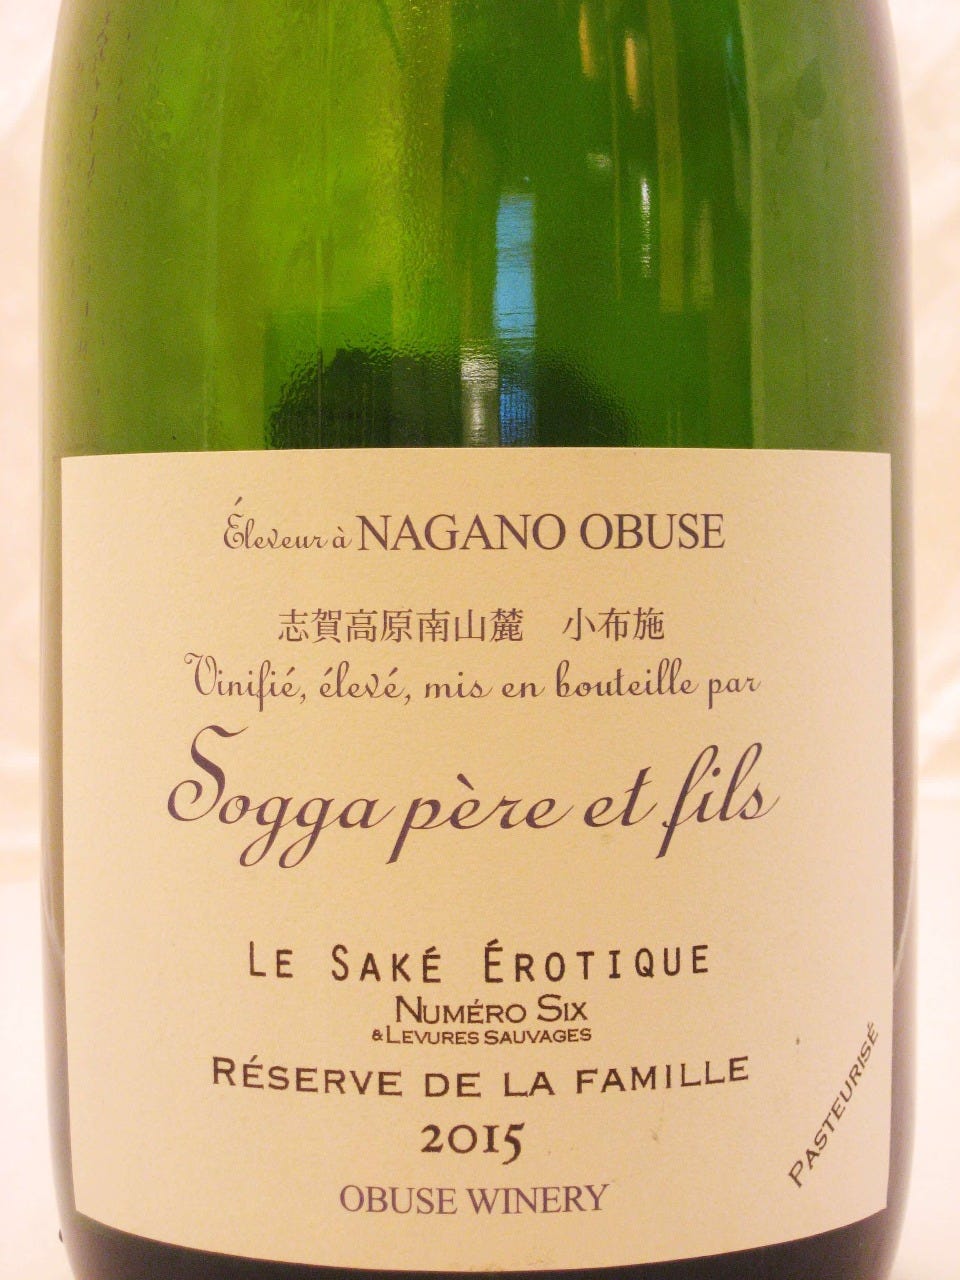 Éleveur à NAGANO OBUSE
志賀高原南山麓 小布施
Vinifié, élevé, mis en bouteille par
Sogga père et fils
LE SAKÉ ÉROTIQUE
NUMÉRO SIX
& LEVURES SAUVAGES
RÉSERVE DE LA FAMILLE
2015
PASTEURISÉ
OBUSE WINERY